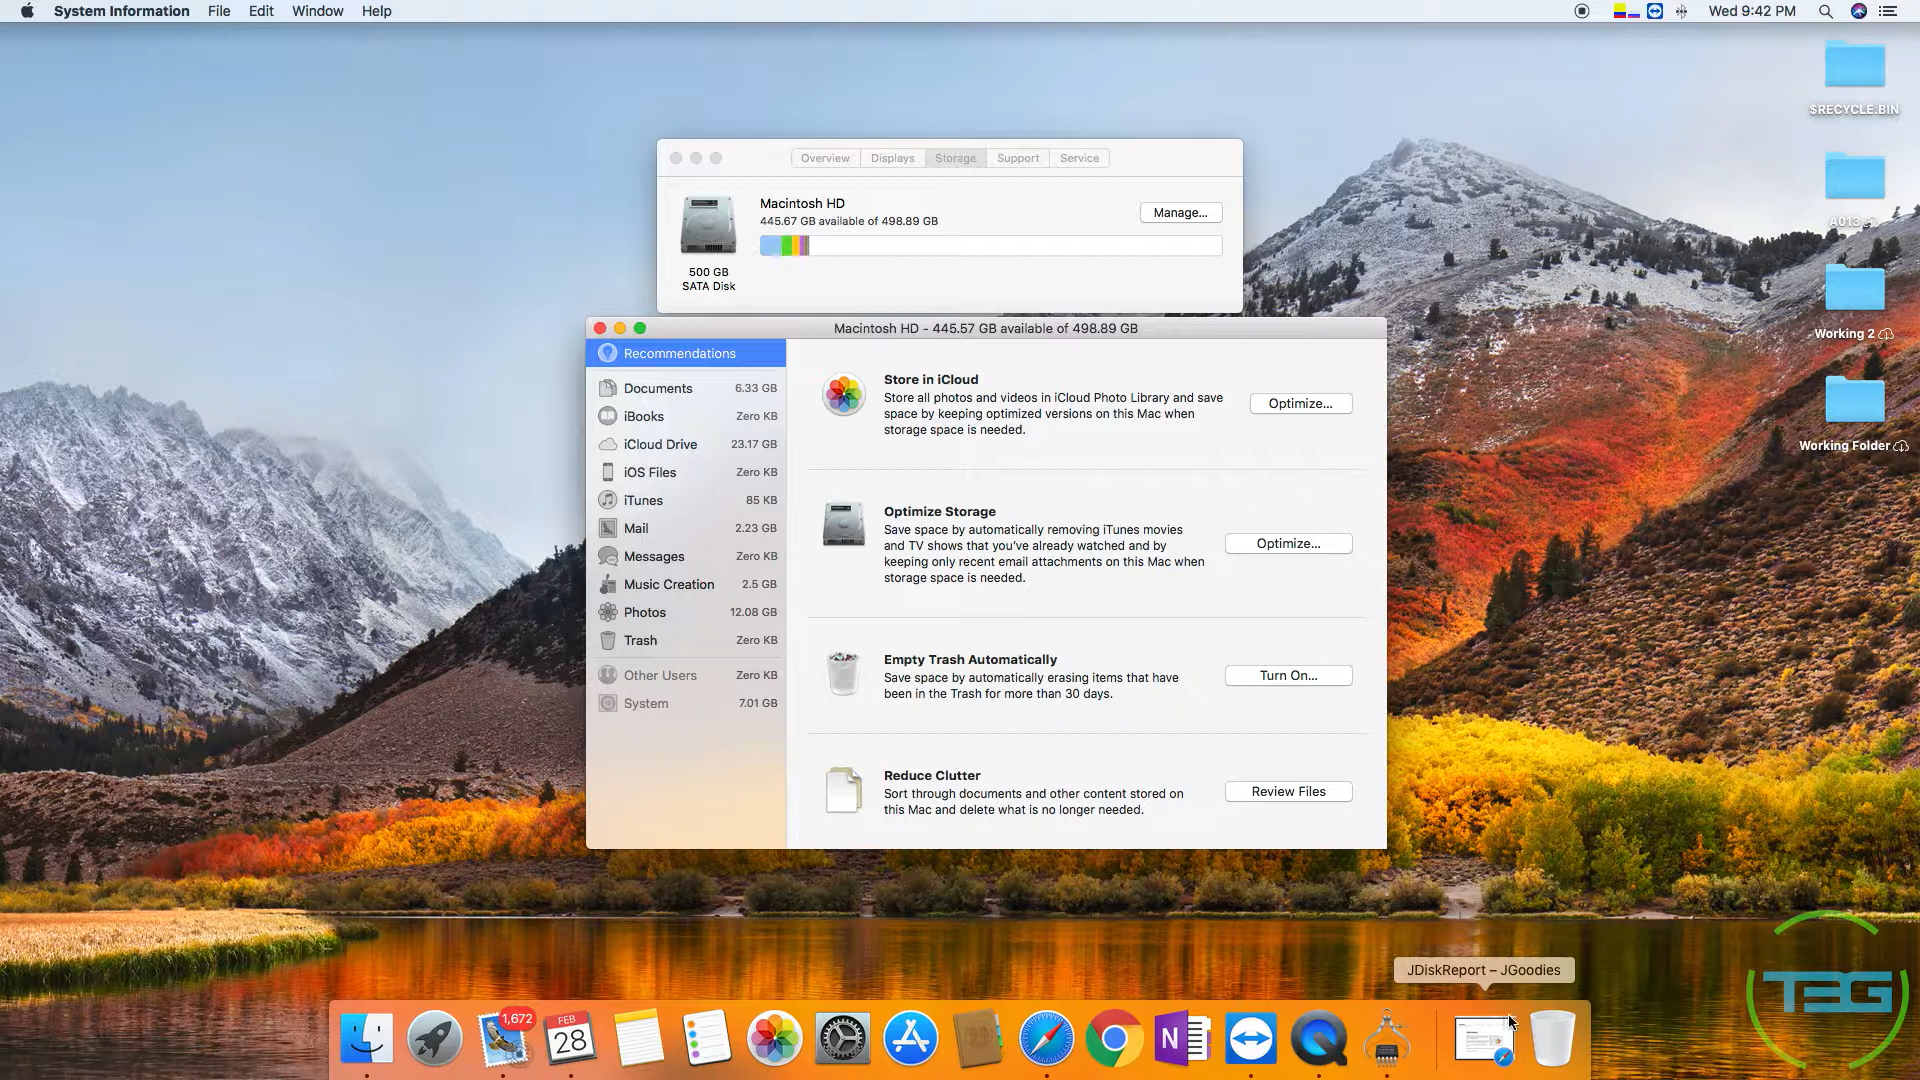 System Information File Edit Window Help
Wed 9:42 PM
$RECYCLE.BIN
A013
Working 2
Working Folder
Overview Displays Storage Support Service
Macintosh HD
445.67 GB available of 498.89 GB
Manage...
500 GB
SATA Disk
Macintosh HD - 445.57 GB available of 498.89 GB
Recommendations
Documents 6.33 GB
iBooks Zero KB
iCloud Drive 23.17 GB
iOS Files Zero KB
iTunes 85 KB
Mail 2.23 GB
Messages Zero KB
Music Creation 2.5 GB
Photos 12.08 GB
Trash Zero KB
Other Users Zero KB
System 7.01 GB
Store in iCloud
Store all photos and videos in iCloud Photo Library and save
space by keeping optimized versions on this Mac when
storage space is needed.
Optimize...
Optimize Storage
Save space by automatically removing iTunes movies
and TV shows that you've already watched and by
keeping only recent email attachments on this Mac when
storage space is needed.
Optimize...
Empty Trash Automatically
Save space by automatically erasing items that have
been in the Trash for more than 30 days.
Turn On...
Reduce Clutter
Sort through documents and other content stored on
this Mac and delete what is no longer needed.
Review Files
JDiskReport – JGoodies
1,672
FEB
28
N
TEG